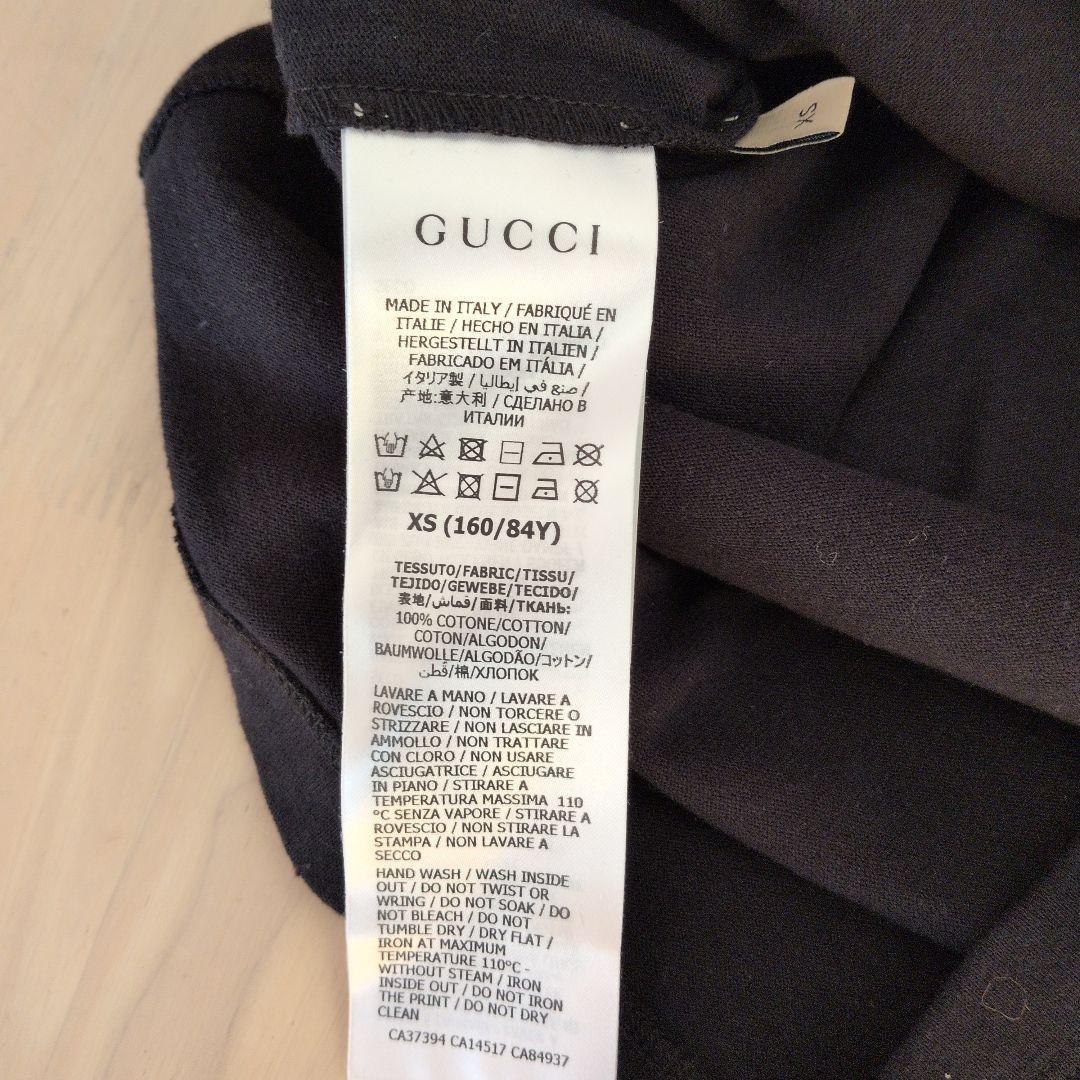 XS
GUCCI
MADE IN ITALY / FABRIQUÉ EN
ITALIE / HECHO EN ITALIA /
HERGESTELLT IN ITALIEN /
FABRICADO EM ITÁLIA /
イタリア製 / صنع في إيطاليا /
产地:意大利 / СДЕЛАНО В
ИТАЛИИ
XS (160/84Y)
TESSUTO/FABRIC/TISSU/
TEJIDO/GEWEBE/TECIDO/
表地/قماش/面料/ТКАНЬ:
100% COTONE/COTTON/
COTON/ALGODON/
BAUMWOLLE/ALGODÃO/コットン/
قطن/棉/ХЛОПОК
LAVARE A MANO / LAVARE A
ROVESCIO / NON TORCERE O
STRIZZARE / NON LASCIARE IN
AMMOLLO / NON TRATTARE
CON CLORO / NON USARE
ASCIUGATRICE / ASCIUGARE
IN PIANO / STIRARE A
TEMPERATURA MASSIMA 110
°C SENZA VAPORE / STIRARE A
ROVESCIO / NON STIRARE LA
STAMPA / NON LAVARE A
SECCO
HAND WASH / WASH INSIDE
OUT / DO NOT TWIST OR
WRING / DO NOT SOAK / DO
NOT BLEACH / DO NOT
TUMBLE DRY / DRY FLAT /
IRON AT MAXIMUM
TEMPERATURE 110°C -
WITHOUT STEAM / IRON
INSIDE OUT / DO NOT IRON
THE PRINT / DO NOT DRY
CLEAN
CA37394 CA14517 CA84937